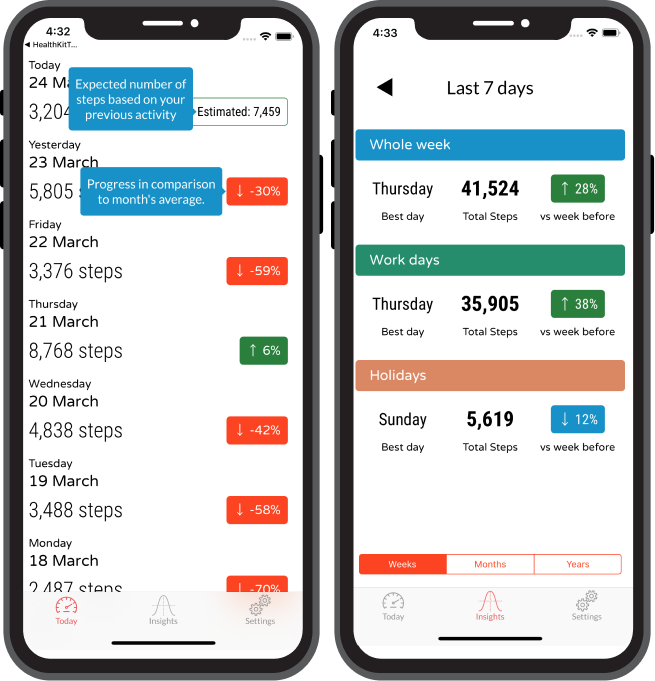 4:32
◀ HealthKitT...
Today
24 M
Expected number of
steps based on your
previous activity
3,204
Estimated: 7,459
Yesterday
23 March
5,805
Progress in comparison
to month's average.
↓ -30%
Friday
22 March
3,376 steps
↓ -59%
Thursday
21 March
8,768 steps
↑ 6%
Wednesday
20 March
4,838 steps
↓ -42%
Tuesday
19 March
3,488 steps
↓ -58%
Monday
18 March
2,487 steps
↓ -70%
Today
Insights
Settings
4:33
Last 7 days
Whole week
Thursday
41,524
↑ 28%
Best day
Total Steps
vs week before
Work days
Thursday
35,905
↑ 38%
Best day
Total Steps
vs week before
Holidays
Sunday
5,619
↓ 12%
Best day
Total Steps
vs week before
Weeks
Months
Years
Today
Insights
Settings